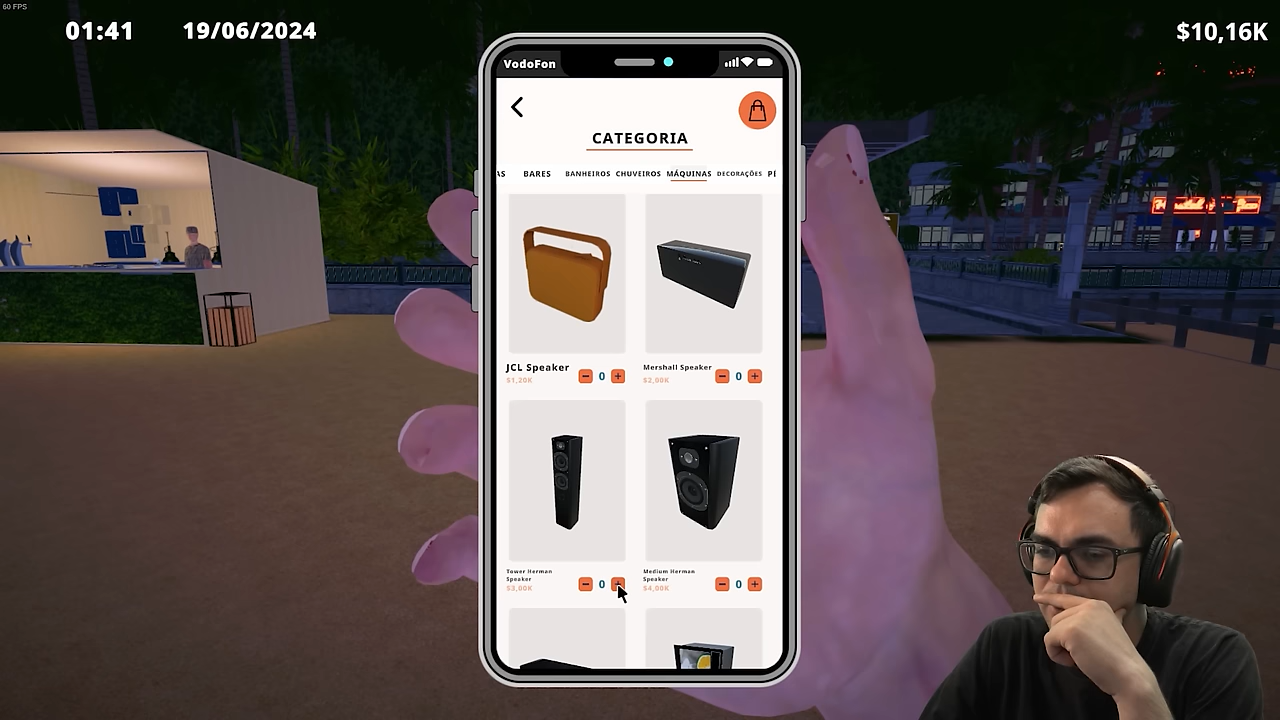 60 FPS
01:41
19/06/2024
$10,16K
VodoFon
CATEGORIA
AS BARES BANHEIROS CHUVEIROS MÁQUINAS DECORAÇÕES PE
JCL Speaker
$1,20K
- 0 +
Mershall Speaker
$2,00K
- 0 +
Tower Herman
Speaker
$3,00K
- 0 +
Medium Herman
Speaker
$4,00K
- 0 +